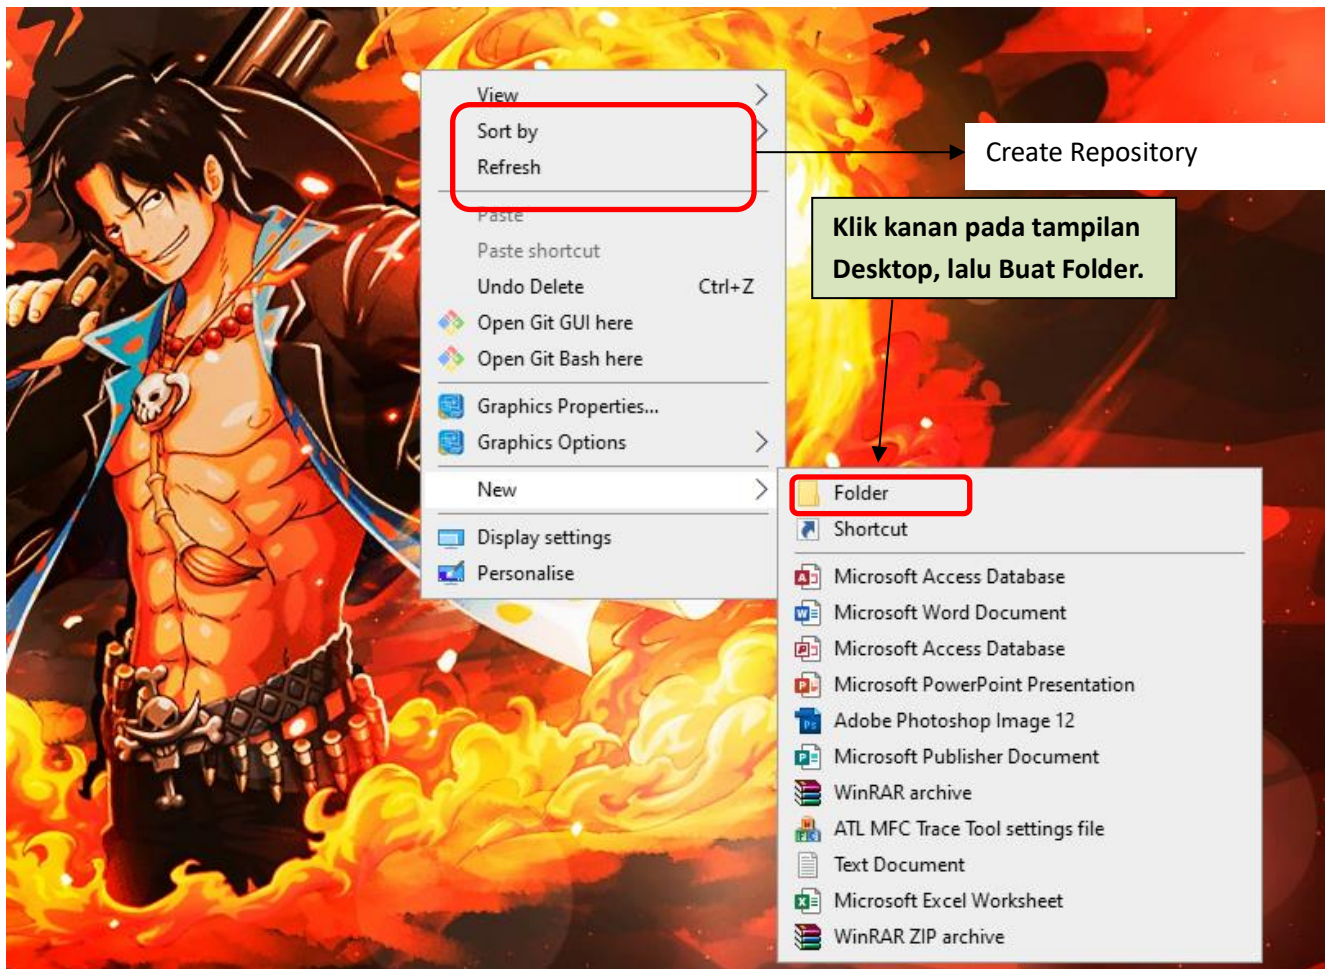 View
Sort by
Refresh
Create Repository
Paste
Klik kanan pada tampilan
Desktop, lalu Buat Folder.
Paste shortcut
Undo Delete Ctrl+Z
Open Git GUI here
Open Git Bash here
Graphics Properties...
Graphics Options
New
Display settings
Personalise
Folder
Shortcut
Microsoft Access Database
Microsoft Word Document
Microsoft Access Database
Microsoft PowerPoint Presentation
Adobe Photoshop Image 12
Microsoft Publisher Document
WinRAR archive
ATL MFC Trace Tool settings file
Text Document
Microsoft Excel Worksheet
WinRAR ZIP archive